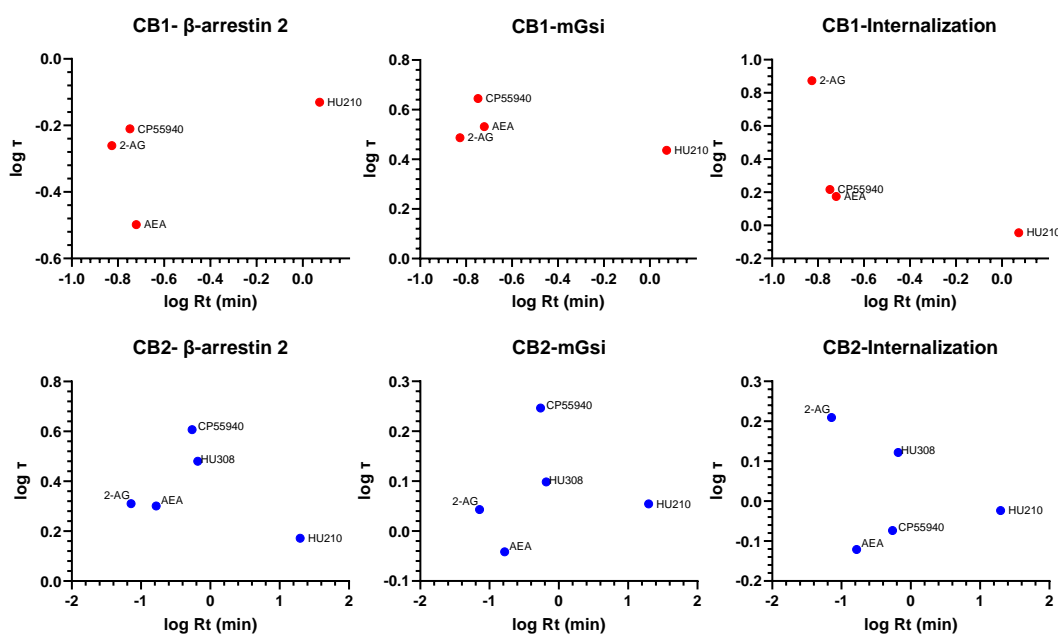 CB1- β-arrestin 2
0.0
-0.2
-0.4
-0.6
log τ
HU210
CP55940
2-AG
AEA
-1.0 -0.8 -0.6 -0.4 -0.2 0.0
log Rt (min)
CB1-mGsi
0.8
0.6
0.4
0.2
0.0
-0.0
log τ
CP55940
AEA
2-AG
HU210
-1.0 -0.8 -0.6 -0.4 -0.2 0.0
log Rt (min)
CB1-Internalization
1.0
0.8
0.6
0.4
0.2
0.0
-0.2
log τ
2-AG
CP55940
AEA
HU210
-1.0 -0.8 -0.6 -0.4 -0.2 0.0
log Rt (min)
CB2- β-arrestin 2
0.8
0.6
0.4
0.2
0.0
log τ
CP55940
HU308
2-AG
AEA
HU210
-2 -1 0 1 2
log Rt (min)
CB2-mGsi
0.3
0.2
0.1
0.0
-0.1
log τ
CP55940
HU308
2-AG
HU210
AEA
-2 -1 0 1 2
log Rt (min)
CB2-Internalization
0.3
0.2
0.1
0.0
-0.1
-0.2
log τ
2-AG
HU308
HU210
CP55940
AEA
-2 -1 0 1 2
log Rt (min)